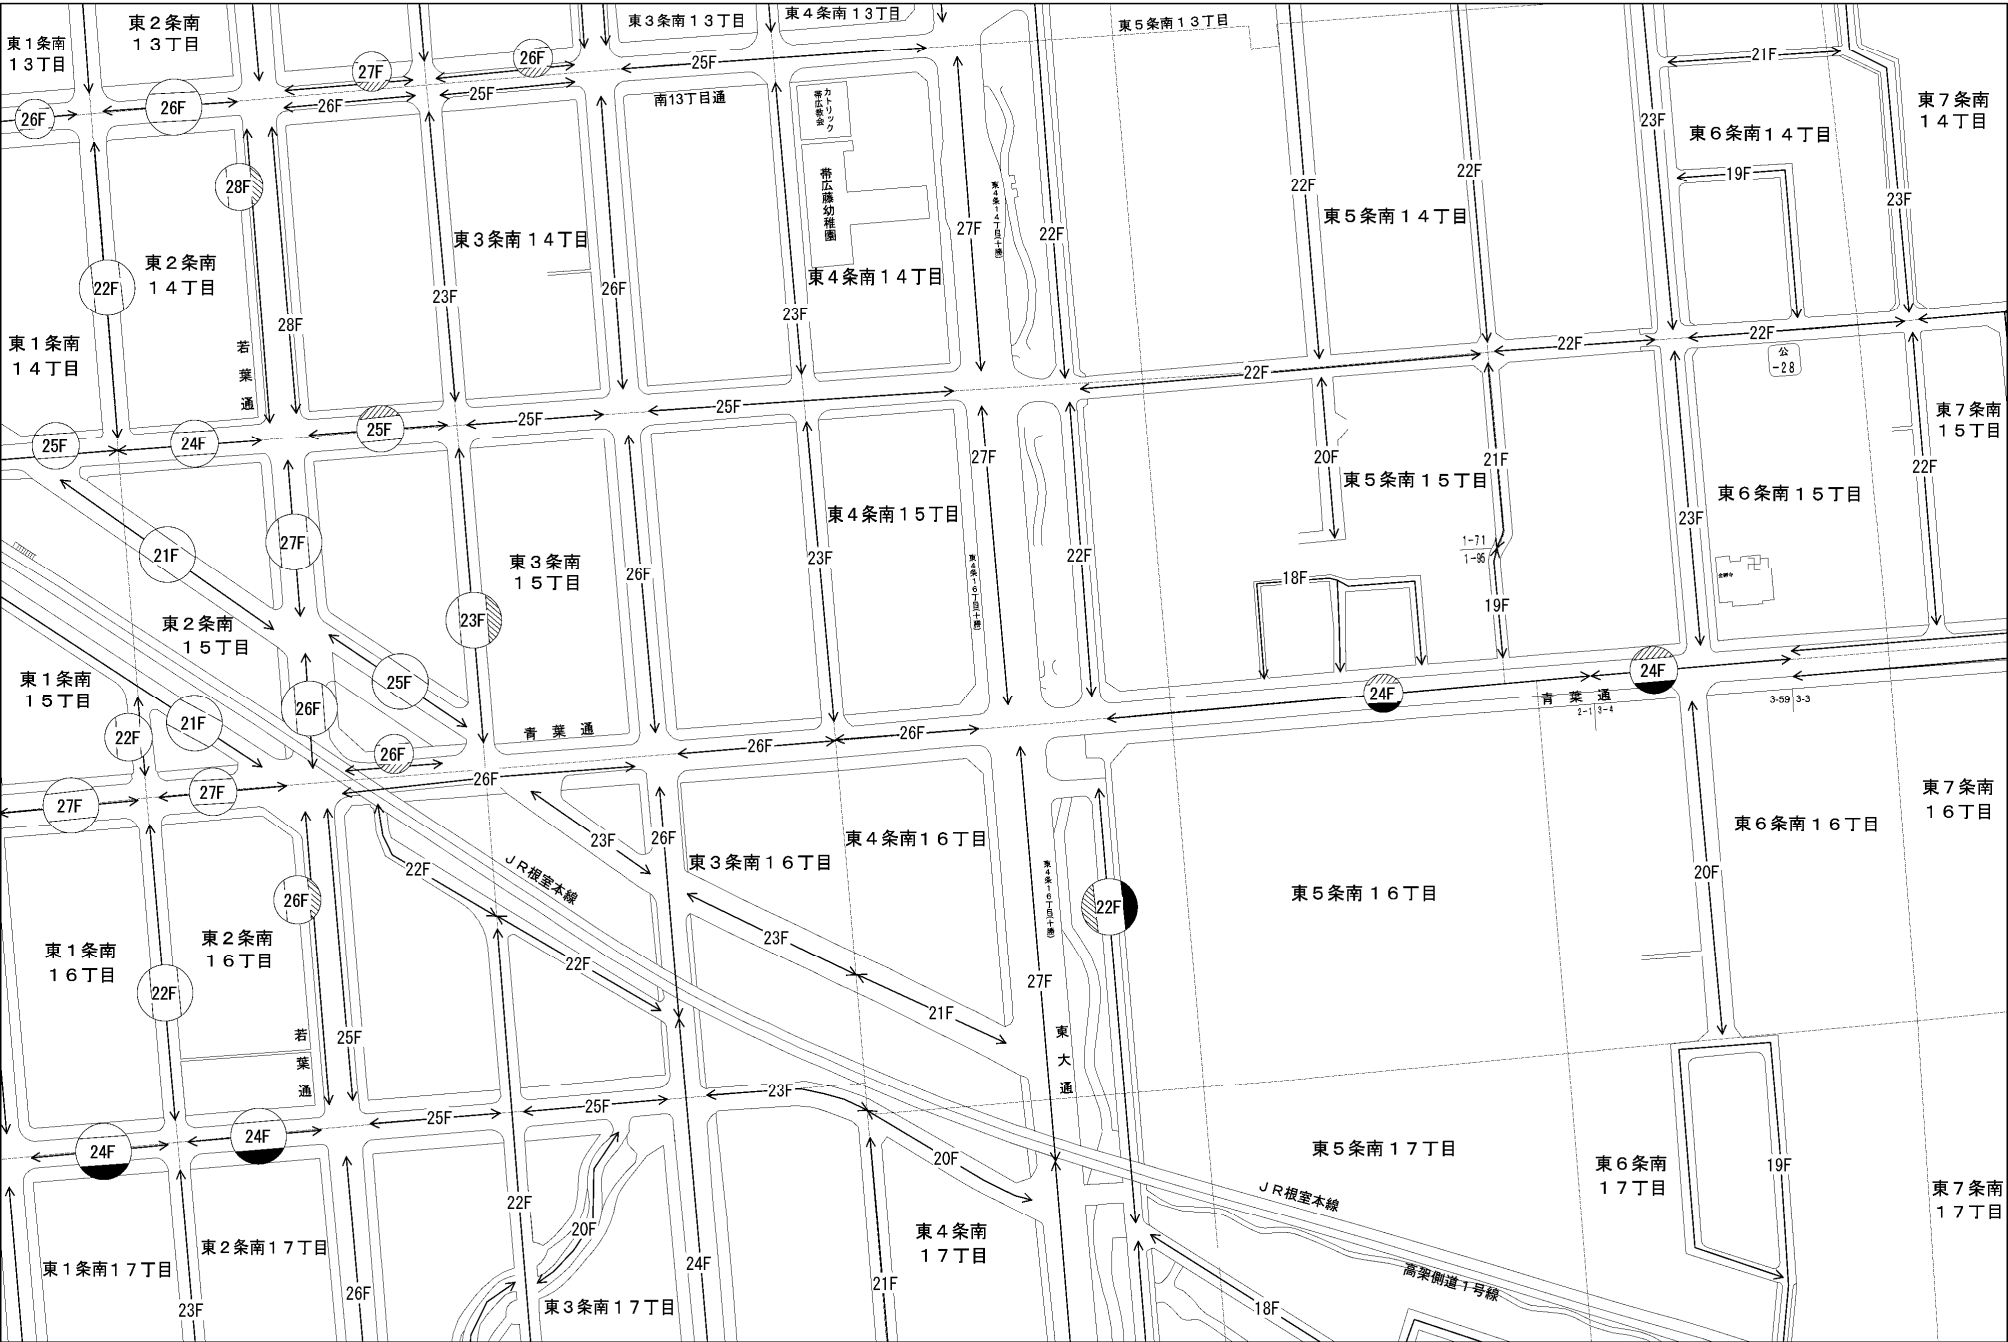 東１条南
１３丁目
東２条南
１３丁目
東３条南１３丁目
東４条南１３丁目
東５条南１３丁目
26F
26F
27F
26F
26F
25F
25F
南13丁目通
21F
23F
東６条南１４丁目
19F
23F
東７条南
１４丁目
カトリック
帯広教会
帯広藤幼稚園
28F
22F
東２条南
１４丁目
東１条南
１４丁目
若葉通
28F
23F
東３条南１４丁目
26F
23F
東４条南１４丁目
27F
22F
22F
22F
東５条南１４丁目
25F
24F
25F
25F
25F
22F
22F
22F
公
-28
東７条南
１５丁目
21F
27F
23F
東３条南
１５丁目
26F
東４条南１５丁目
23F
27F
22F
20F
東５条南１５丁目
21F
1-71
1-95
18F
19F
23F
東６条南１５丁目
22F
東２条南
１５丁目
東１条南
１５丁目
25F
26F
21F
22F
26F
青葉通
26F
26F
26F
24F
24F
青葉通
2-1
3-4
3-59
3-3
27F
27F
23F
26F
22F
ＪＲ根室本線
東３条南１６丁目
東４条南１６丁目
22F
東５条南１６丁目
20F
東６条南１６丁目
東７条南
１６丁目
26F
東１条南
１６丁目
東２条南
１６丁目
22F
若葉通
25F
22F
23F
21F
27F
東大通
24F
24F
25F
25F
23F
20F
東５条南１７丁目
東６条南
１７丁目
19F
東７条南
１７丁目
ＪＲ根室本線
高架側道１号線
22F
20F
24F
21F
東４条南
１７丁目
18F
東１条南１７丁目
東２条南１７丁目
23F
26F
東３条南１７丁目